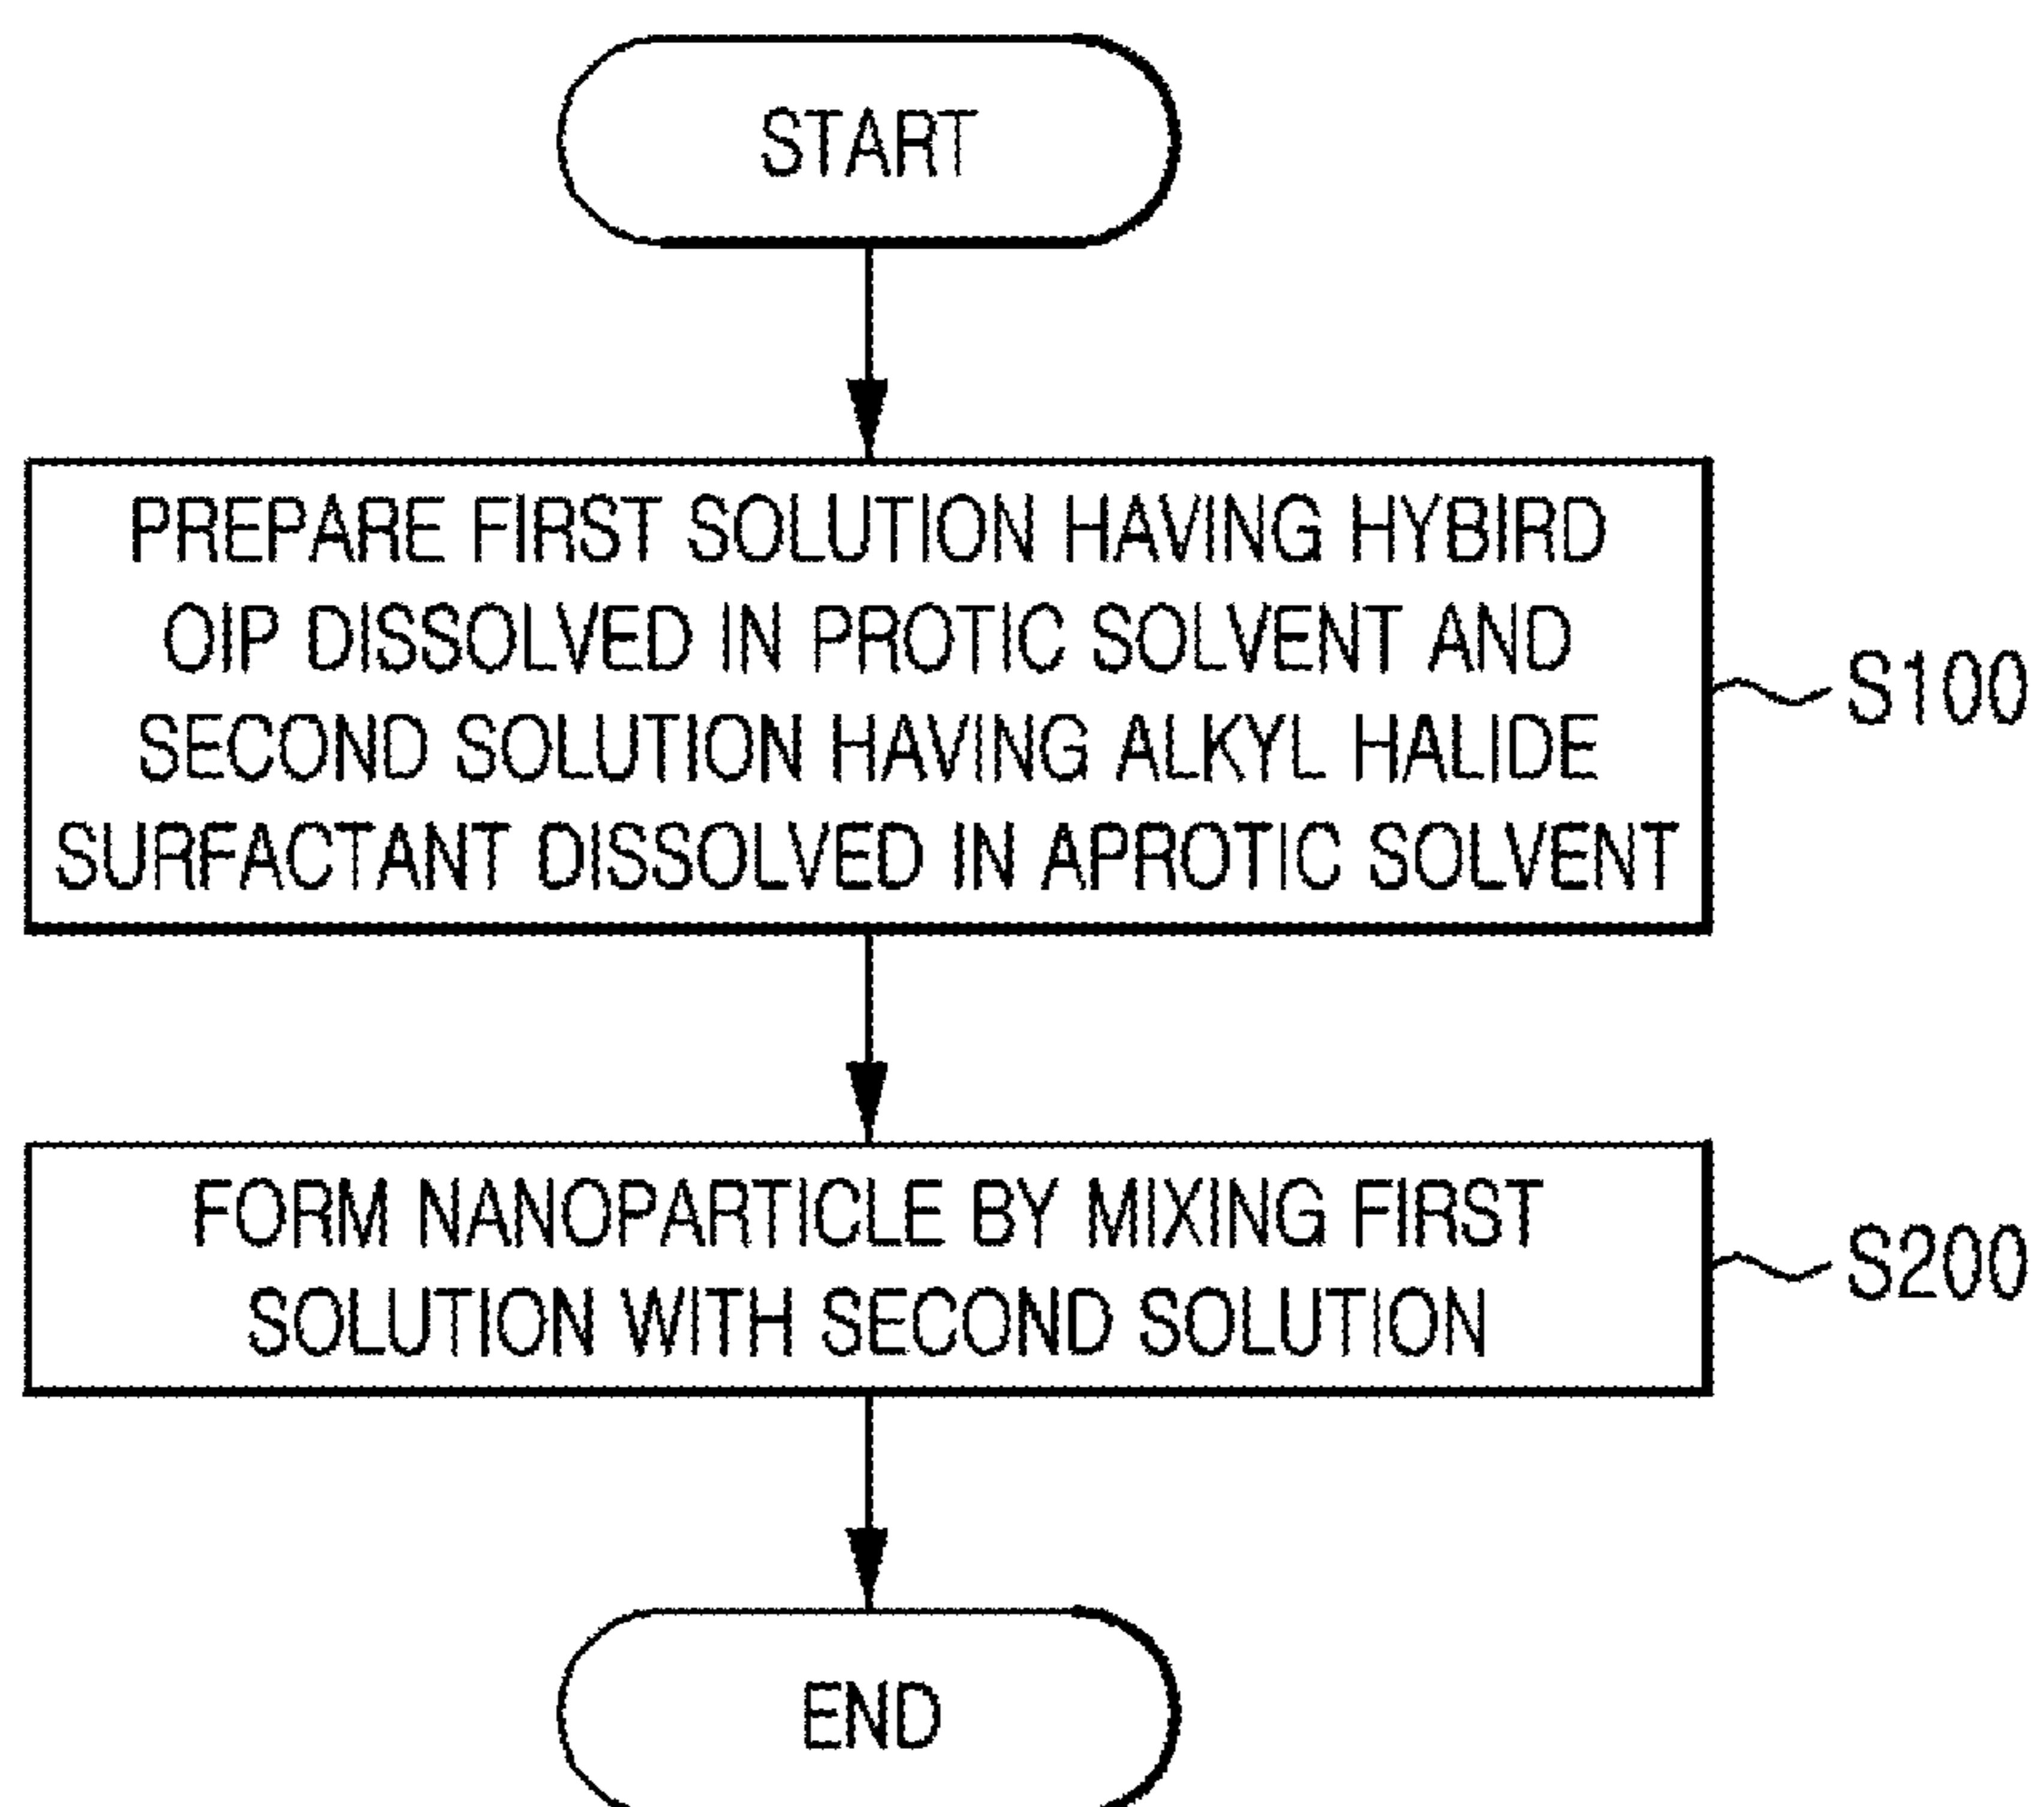 START
PREPARE FIRST SOLUTION HAVING HYBIRD
OIP DISSOLVED IN PROTIC SOLVENT AND
SECOND SOLUTION HAVING ALKYL HALIDE
SURFACTANT DISSOLVED IN APROTIC SOLVENT
S100
FORM NANOPARTICLE BY MIXING FIRST
SOLUTION WITH SECOND SOLUTION
S200
END